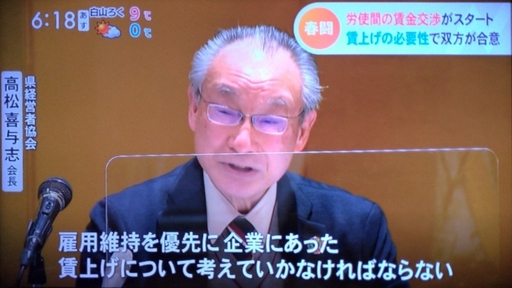 6:18
あす
白山ろく
9℃
0℃
春闘
労使間の賃金交渉がスタート
賃上げの必要性で双方が合意
県経営者協会
高松喜与志 会長
雇用維持を優先に 企業にあった
賃上げについて考えていかなければならない